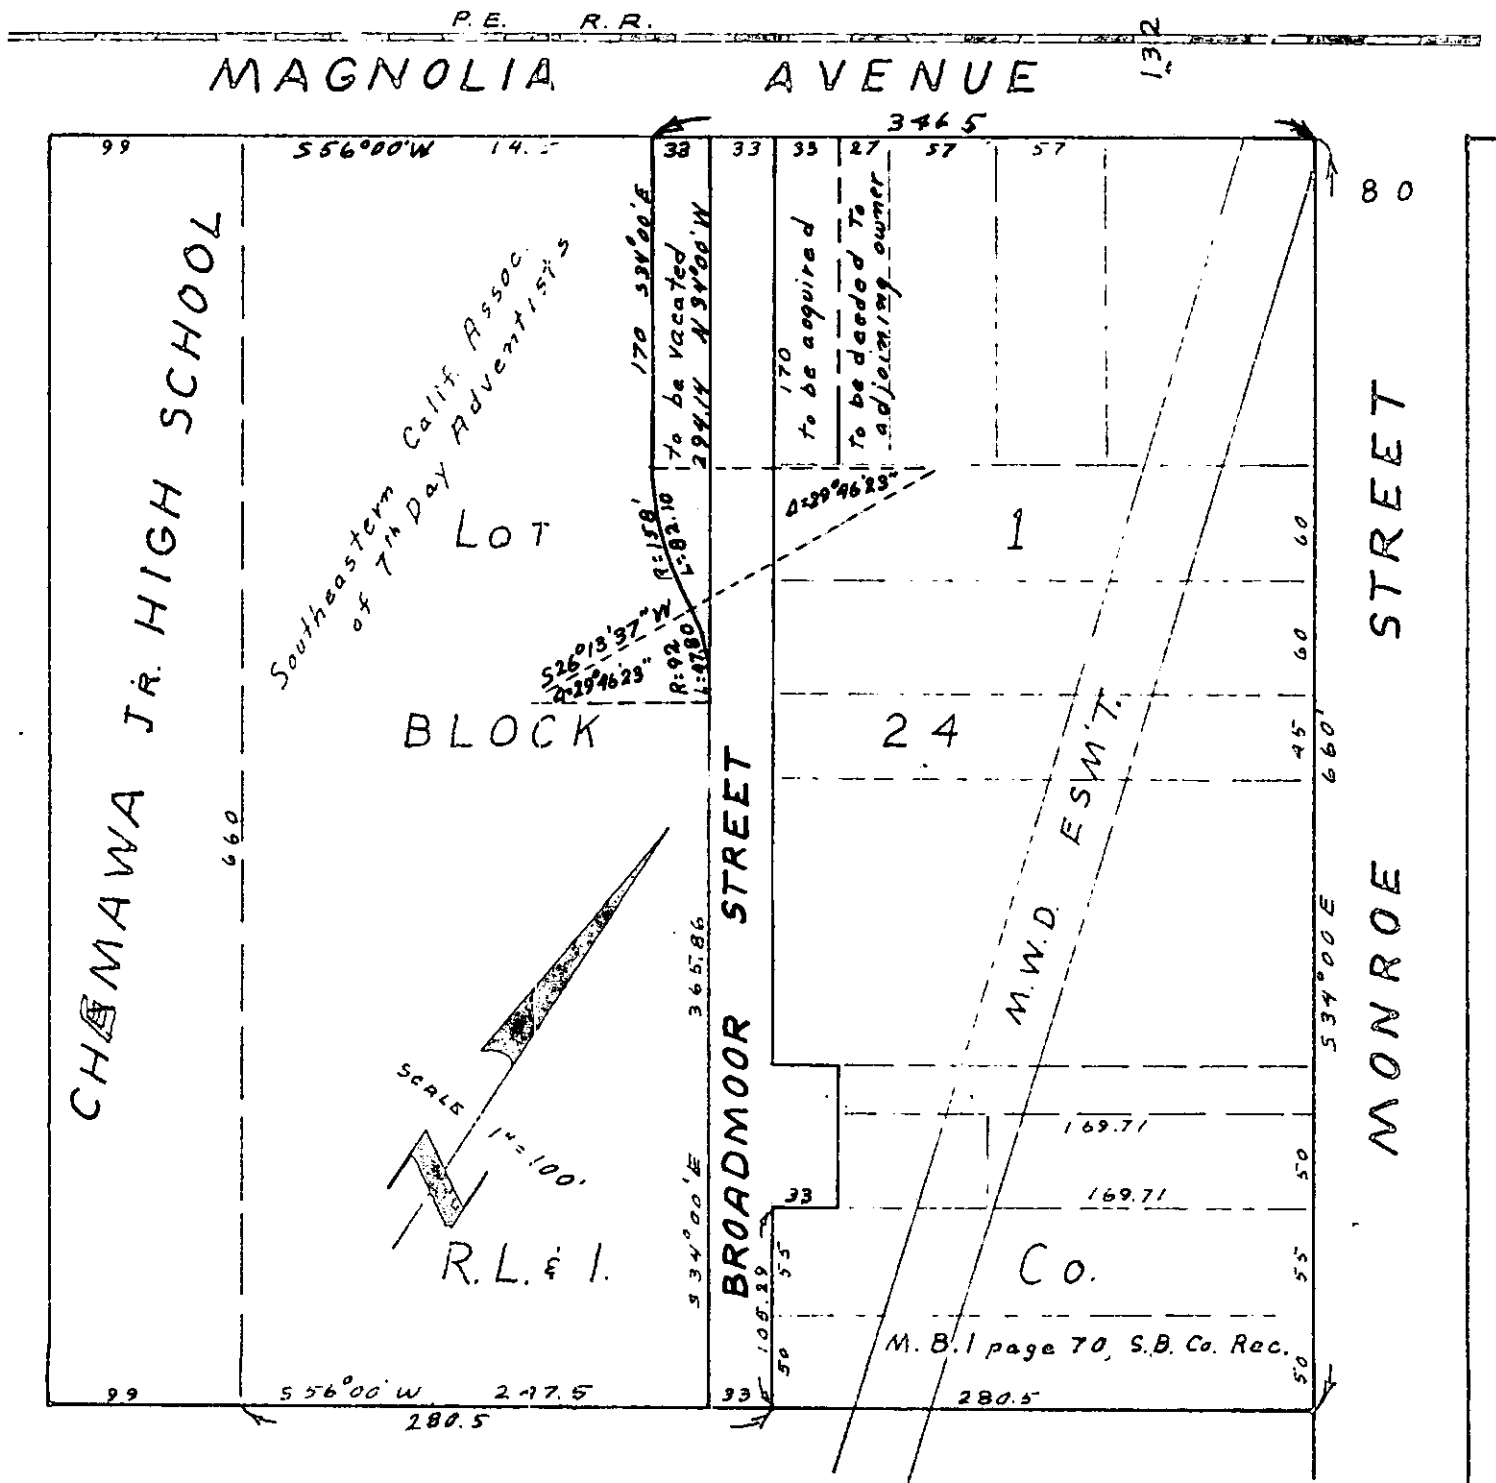 P.E. R.R.
132
MAGNOLIA AVENUE
346.5
99 S56°00'W 33 33 33 27 57 57
80
CHEMAWA JR. HIGH SCHOOL
Southeastern Calif. Assoc.
of 7th Day Adventists
170 S34°00'E
to be vacated
294.14 N34°00'W
170
to be aquired
to be deeded To
adjoining owner
Δ=29°46'23"
R=158'
L=82.10
LOT 1
60
S26°13'37"W
Δ=29°46'23"
R=92
L=47.80
60
BLOCK 24
45
660'
660
M.W.D. ESM'T.
BROADMOOR STREET
365.86
S34°00'E
S34°00 E
MONROE STREET
SCALE
1"=100'
N
169.71
50
33
169.71
R.L. & I. Co.
55
105.29
55
M.B.1 page 70, S.B. Co. Rec.
50
50
99 S56°00'W 247.5 33 280.5
280.5